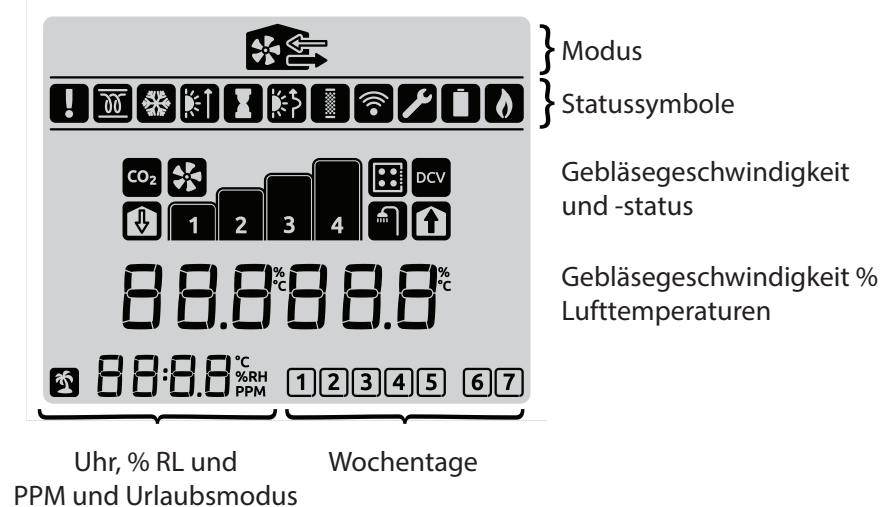 Modus
!
Statussymbole
CO₂ DCV
1 2 3 4
Gebläsegeschwindigkeit
und -status
88.8 % °C 88.8 % °C
Gebläsegeschwindigkeit %
Lufttemperaturen
88:8.8 °C %RH PPM
1 2 3 4 5 6 7
Uhr, % RL und
PPM und Urlaubsmodus
Wochentage